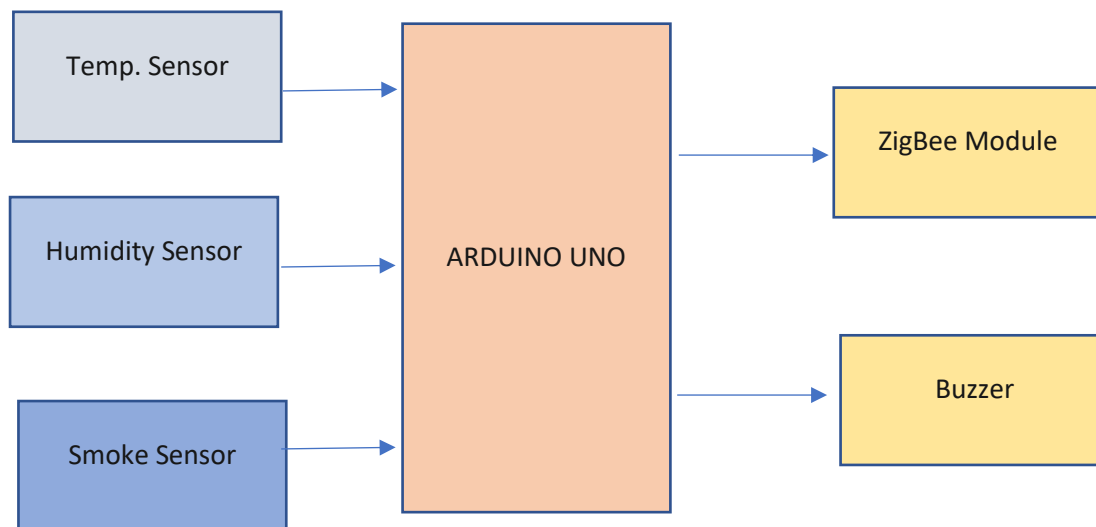 Temp. Sensor
Humidity Sensor
Smoke Sensor
ARDUINO UNO
ZigBee Module
Buzzer